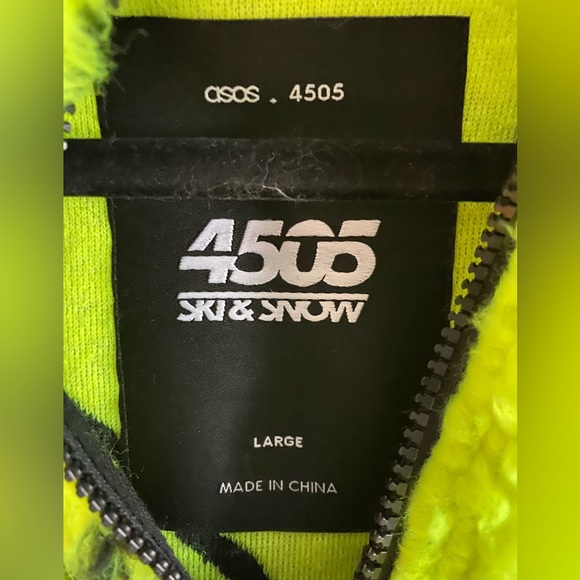 asos . 4505
4505
SKI & SNOW
LARGE
MADE IN CHINA